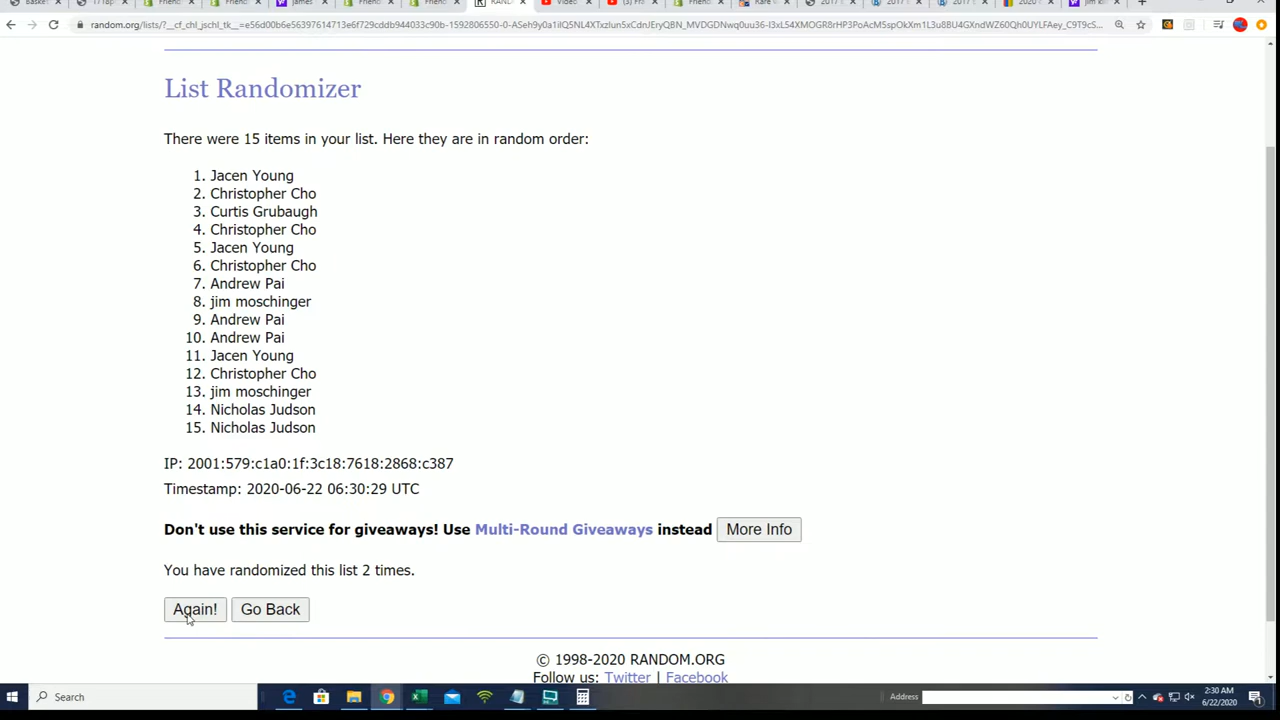 random.org/lists/?__cf_chl_jschl_tk__=
List Randomizer
There were 15 items in your list. Here they are in random order:
1. Jacen Young
2. Christopher Cho
3. Curtis Grubaugh
4. Christopher Cho
5. Jacen Young
6. Christopher Cho
7. Andrew Pai
8. jim moschinger
9. Andrew Pai
10. Andrew Pai
11. Jacen Young
12. Christopher Cho
13. jim moschinger
14. Nicholas Judson
15. Nicholas Judson
IP: 2001:579:c1a0:1f:3c18:7618:2868:c387
Timestamp: 2020-06-22 06:30:29 UTC
Don't use this service for giveaways! Use Multi-Round Giveaways instead More Info
You have randomized this list 2 times.
Again! Go Back
© 1998-2020 RANDOM.ORG
Follow us: Twitter | Facebook
Search
Address
2:30 AM
6/22/2020